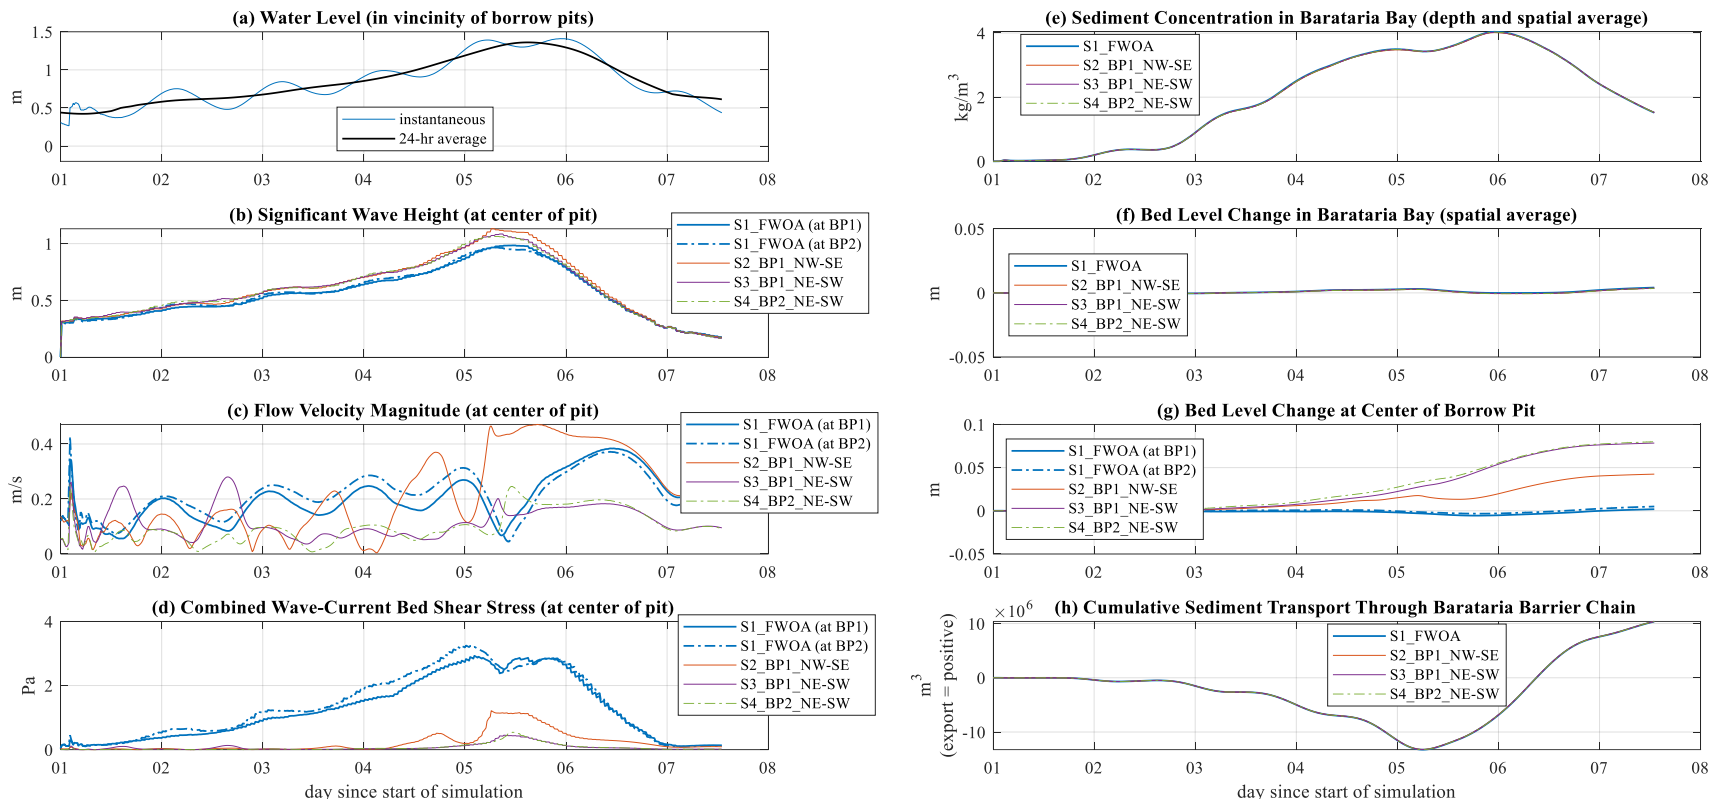 (a) Water Level (in vincinity of borrow pits)
1.5
1
0.5
0
m
instantaneous
24-hr average
01 02 03 04 05 06 07 08
(b) Significant Wave Height (at center of pit)
1
0.5
0
m
S1_FWOA (at BP1)
S1_FWOA (at BP2)
S2_BP1_NW-SE
S3_BP1_NE-SW
S4_BP2_NE-SW
01 02 03 04 05 06 07 08
(c) Flow Velocity Magnitude (at center of pit)
0.4
0.2
0
m/s
S1_FWOA (at BP1)
S1_FWOA (at BP2)
S2_BP1_NW-SE
S3_BP1_NE-SW
S4_BP2_NE-SW
01 02 03 04 05 06 07 08
(d) Combined Wave-Current Bed Shear Stress (at center of pit)
4
2
0
Pa
S1_FWOA (at BP1)
S1_FWOA (at BP2)
S2_BP1_NW-SE
S3_BP1_NE-SW
S4_BP2_NE-SW
01 02 03 04 05 06 07 08
day since start of simulation
(e) Sediment Concentration in Barataria Bay (depth and spatial average)
4
2
0
kg/m³
S1_FWOA
S2_BP1_NW-SE
S3_BP1_NE-SW
S4_BP2_NE-SW
01 02 03 04 05 06 07 08
(f) Bed Level Change in Barataria Bay (spatial average)
0.05
0
-0.05
m
S1_FWOA
S2_BP1_NW-SE
S3_BP1_NE-SW
S4_BP2_NE-SW
01 02 03 04 05 06 07 08
(g) Bed Level Change at Center of Borrow Pit
0.1
0.05
0
-0.05
m
S1_FWOA (at BP1)
S1_FWOA (at BP2)
S2_BP1_NW-SE
S3_BP1_NE-SW
S4_BP2_NE-SW
01 02 03 04 05 06 07 08
×10⁶ (h) Cumulative Sediment Transport Through Barataria Barrier Chain
10
0
-10
m³
(export = positive)
S1_FWOA
S2_BP1_NW-SE
S3_BP1_NE-SW
S4_BP2_NE-SW
01 02 03 04 05 06 07 08
day since start of simulation